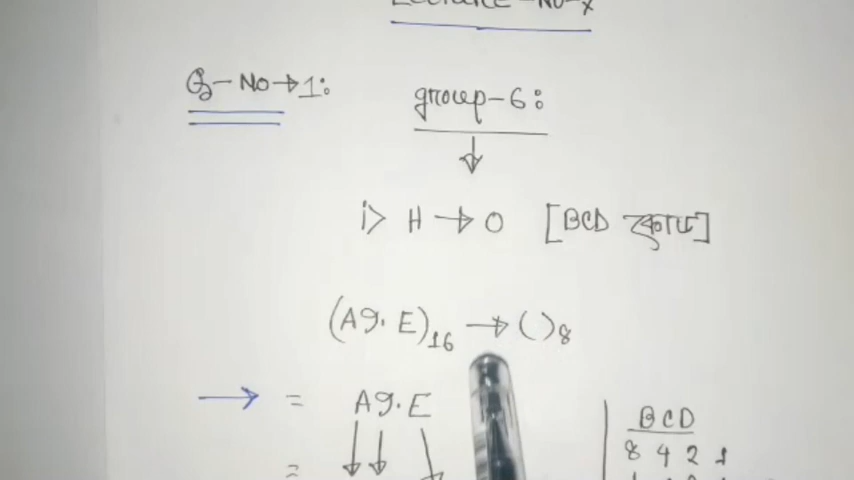 Q-No→1:
group-6:
i> H → O [BCD কোড]
(A9.E)16 → ( )8
→ = A9.E
BCD
= 8 4 2 1